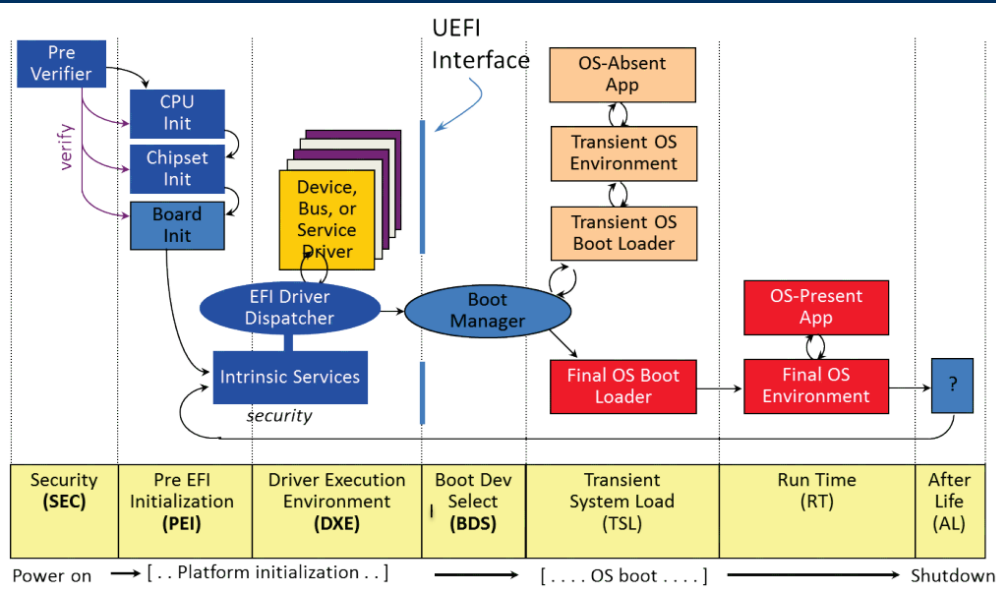 UEFI
Interface
Pre
Verifier
CPU
Init
verify
Chipset
Init
Board
Init
Device,
Bus, or
Service
Driver
EFI Driver
Dispatcher
Intrinsic Services
security
Boot
Manager
OS-Absent
App
Transient OS
Environment
Transient OS
Boot Loader
Final OS Boot
Loader
OS-Present
App
Final OS
Environment
?
Security
(SEC)
Pre EFI
Initialization
(PEI)
Driver Execution
Environment
(DXE)
Boot Dev
Select
(BDS)
Transient
System Load
(TSL)
Run Time
(RT)
After
Life
(AL)
Power on
[ . . Platform initialization . . ]
[ . . . . OS boot . . . . ]
Shutdown